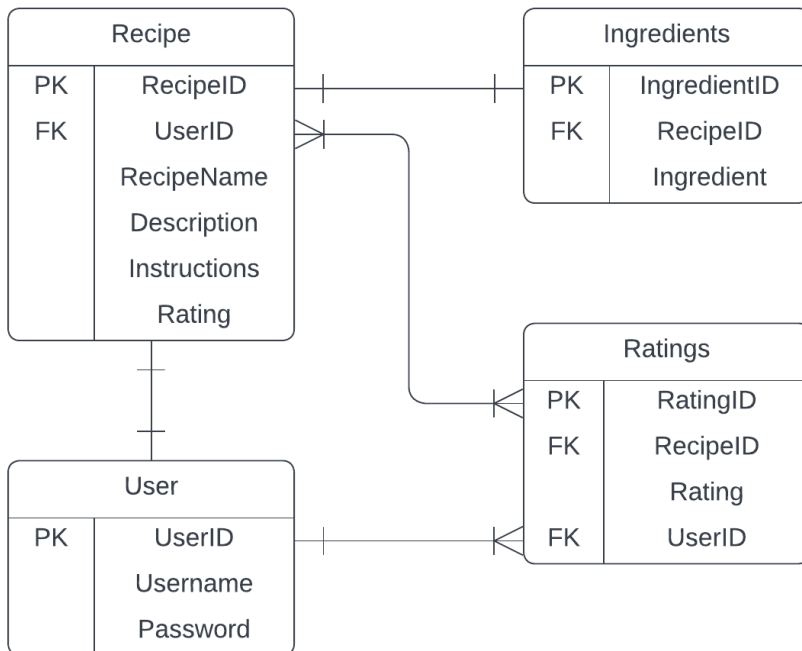 Recipe
PK RecipeID
FK UserID
RecipeName
Description
Instructions
Rating
Ingredients
PK IngredientID
FK RecipeID
Ingredient
Ratings
PK RatingID
FK RecipeID
Rating
FK UserID
User
PK UserID
Username
Password